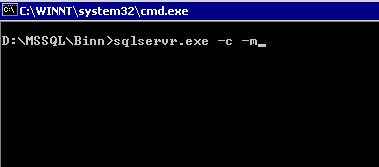 C:\WINNT\system32\cmd.exe
D:\MSSQL\Binn>sqlservr.exe -c -m_